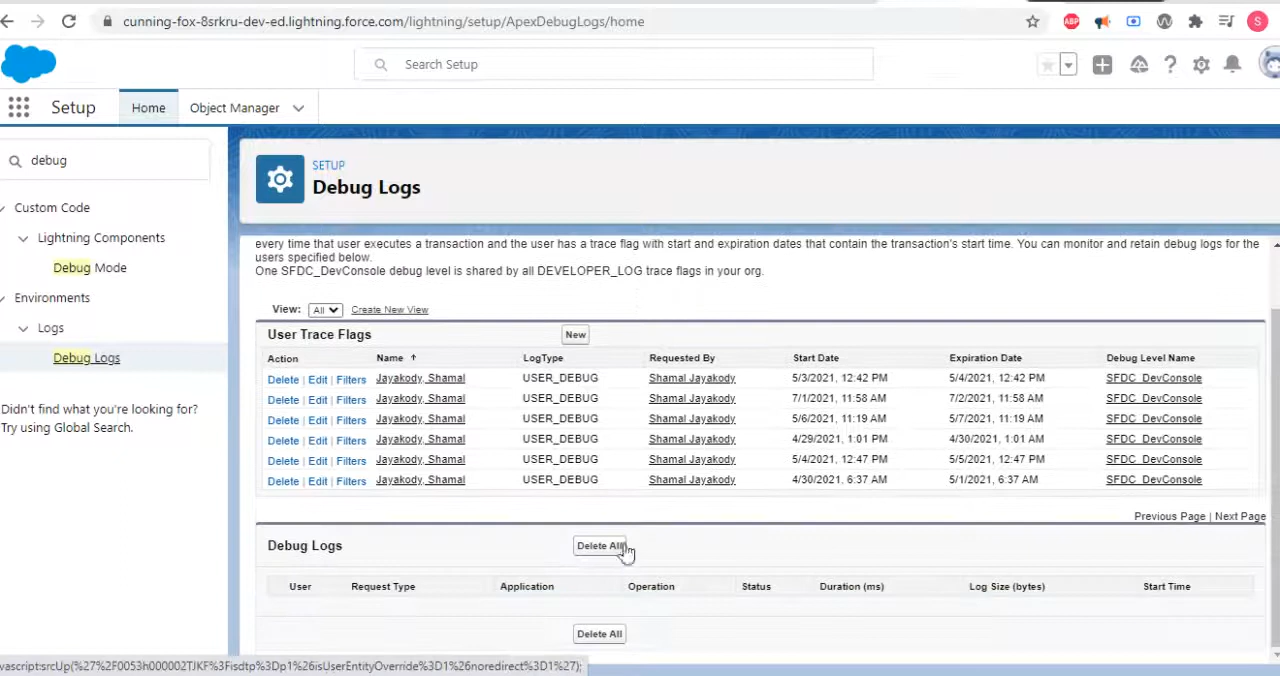 cunning-fox-8srkru-dev-ed.lightning.force.com/lightning/setup/ApexDebugLogs/home
ABP
S
Search Setup
Setup
Home
Object Manager
debug
Custom Code
Lightning Components
Debug Mode
Environments
Logs
Debug Logs
Didn't find what you're looking for?
Try using Global Search.
SETUP
Debug Logs
every time that user executes a transaction and the user has a trace flag with start and expiration dates that contain the transaction's start time. You can monitor and retain debug logs for the
users specified below.
One SFDC_DevConsole debug level is shared by all DEVELOPER_LOG trace flags in your org.
View: All Create New View
User Trace Flags New
Action Name LogType Requested By Start Date Expiration Date Debug Level Name
Delete | Edit | Filters Jayakody, Shamal USER_DEBUG Shamal Jayakody 5/3/2021, 12:42 PM 5/4/2021, 12:42 PM SFDC_DevConsole
Delete | Edit | Filters Jayakody, Shamal USER_DEBUG Shamal Jayakody 7/1/2021, 11:58 AM 7/2/2021, 11:58 AM SFDC_DevConsole
Delete | Edit | Filters Jayakody, Shamal USER_DEBUG Shamal Jayakody 5/6/2021, 11:19 AM 5/7/2021, 11:19 AM SFDC_DevConsole
Delete | Edit | Filters Jayakody, Shamal USER_DEBUG Shamal Jayakody 4/29/2021, 1:01 PM 4/30/2021, 1:01 AM SFDC_DevConsole
Delete | Edit | Filters Jayakody, Shamal USER_DEBUG Shamal Jayakody 5/4/2021, 12:47 PM 5/5/2021, 12:47 PM SFDC_DevConsole
Delete | Edit | Filters Jayakody, Shamal USER_DEBUG Shamal Jayakody 4/30/2021, 6:37 AM 5/1/2021, 6:37 AM SFDC_DevConsole
Previous Page | Next Page
Debug Logs Delete All
User Request Type Application Operation Status Duration (ms) Log Size (bytes) Start Time
Delete All
vascript:srcUp(%27%2F0053h000002TJKF%3Fisdtp%3Dp1%26isUserEntityOverride%3D1%26noredirect%3D1%27);